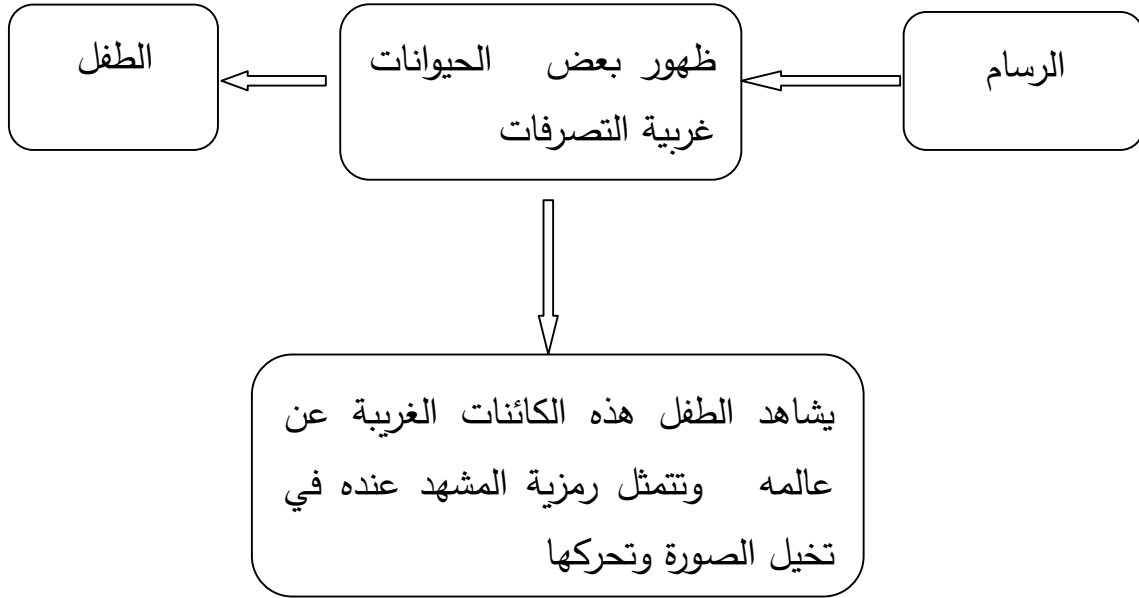 الرسام
ظهور بعض الحيوانات
غربية التصرفات
الطفل
يشاهد الطفل هذه الكائنات الغريبة عن
عالمه وتتمثل رمزية المشهد عنده في
تخيل الصورة وتحركها